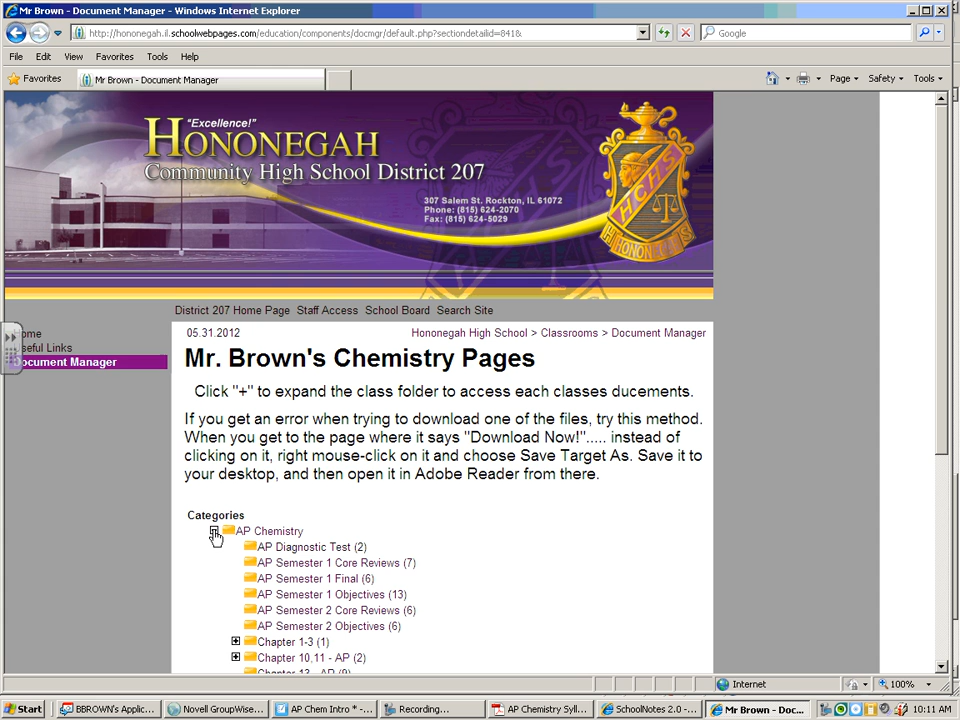 Mr Brown - Document Manager - Windows Internet Explorer
http://hononegah.il.schoolwebpages.com/education/components/docmgr/default.php?sectiondetailid=841&
Google
File Edit View Favorites Tools Help
Favorites
Mr Brown - Document Manager
Page Safety Tools
"Excellence!"
HONONEGAH
Community High School District 207
307 Salem St. Rockton, IL 61072
Phone: (815) 624-2070
Fax: (815) 624-5029
HCHS
HONONEGAH
District 207 Home Page Staff Access School Board Search Site
ome
seful Links
ocument Manager
05.31.2012
Hononegah High School > Classrooms > Document Manager
Mr. Brown's Chemistry Pages
Click "+" to expand the class folder to access each classes ducements.
If you get an error when trying to download one of the files, try this method.
When you get to the page where it says "Download Now!"..... instead of
clicking on it, right mouse-click on it and choose Save Target As. Save it to
your desktop, and then open it in Adobe Reader from there.
Categories
AP Chemistry
AP Diagnostic Test (2)
AP Semester 1 Core Reviews (7)
AP Semester 1 Final (6)
AP Semester 1 Objectives (13)
AP Semester 2 Core Reviews (6)
AP Semester 2 Objectives (6)
Chapter 1-3 (1)
Chapter 10,11 - AP (2)
Chapter 13 - AP (9)
Internet
100%
Start
BBROWN's Applic...
Novell GroupWise...
AP Chem Intro * -...
Recording...
AP Chemistry Syll...
SchoolNotes 2.0 -...
Mr Brown - Doc...
10:11 AM